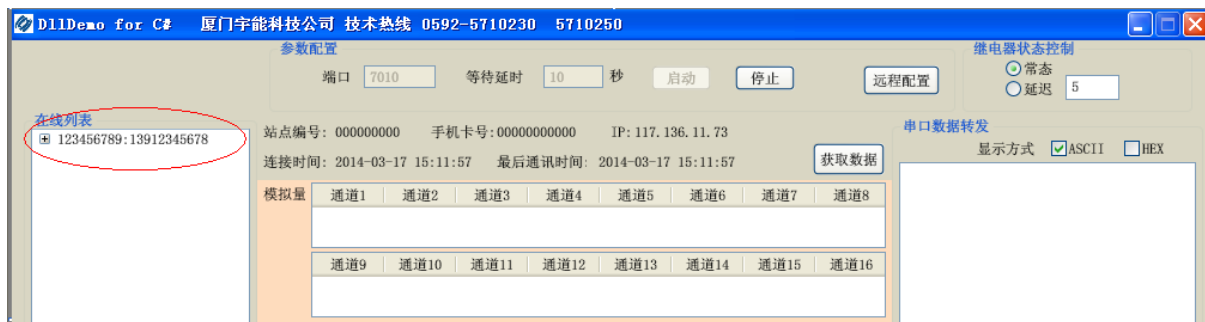 DllDemo for C# 厦门宇能科技公司 技术热线 0592-5710230 5710250
参数配置
端口 7010 等待延时 10 秒 启动 停止 远程配置
继电器状态控制
常态
延迟 5
在线列表
123456789:13912345678
站点编号: 000000000 手机卡号:00000000000 IP: 117.136.11.73
连接时间: 2014-03-17 15:11:57 最后通讯时间: 2014-03-17 15:11:57 获取数据
模拟量 通道1 通道2 通道3 通道4 通道5 通道6 通道7 通道8
通道9 通道10 通道11 通道12 通道13 通道14 通道15 通道16
串口数据转发
显示方式 ASCII HEX